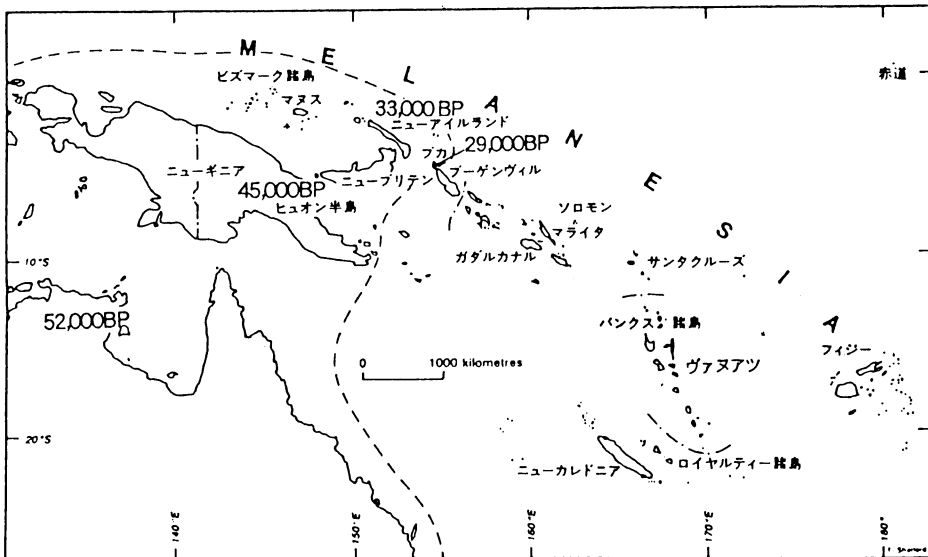 M E L A N E S I A
ビズマーク諸島
マヌス
赤道
33,000BP
ニューアイルランド
ブカ
29,000BP
ニューギニア
ニューブリテン
ブーゲンヴィル
45,000BP
ヒュオン半島
ソロモン
マライタ
ガダルカナル
サンタクルーズ
10°S
52,000BP
バンクス諸島
フィジー
ヴァヌアツ
0 1000 kilometres
20°S
ニューカレドニア
ロイヤルティー諸島
140°E
150°E
160°E
170°E
180°